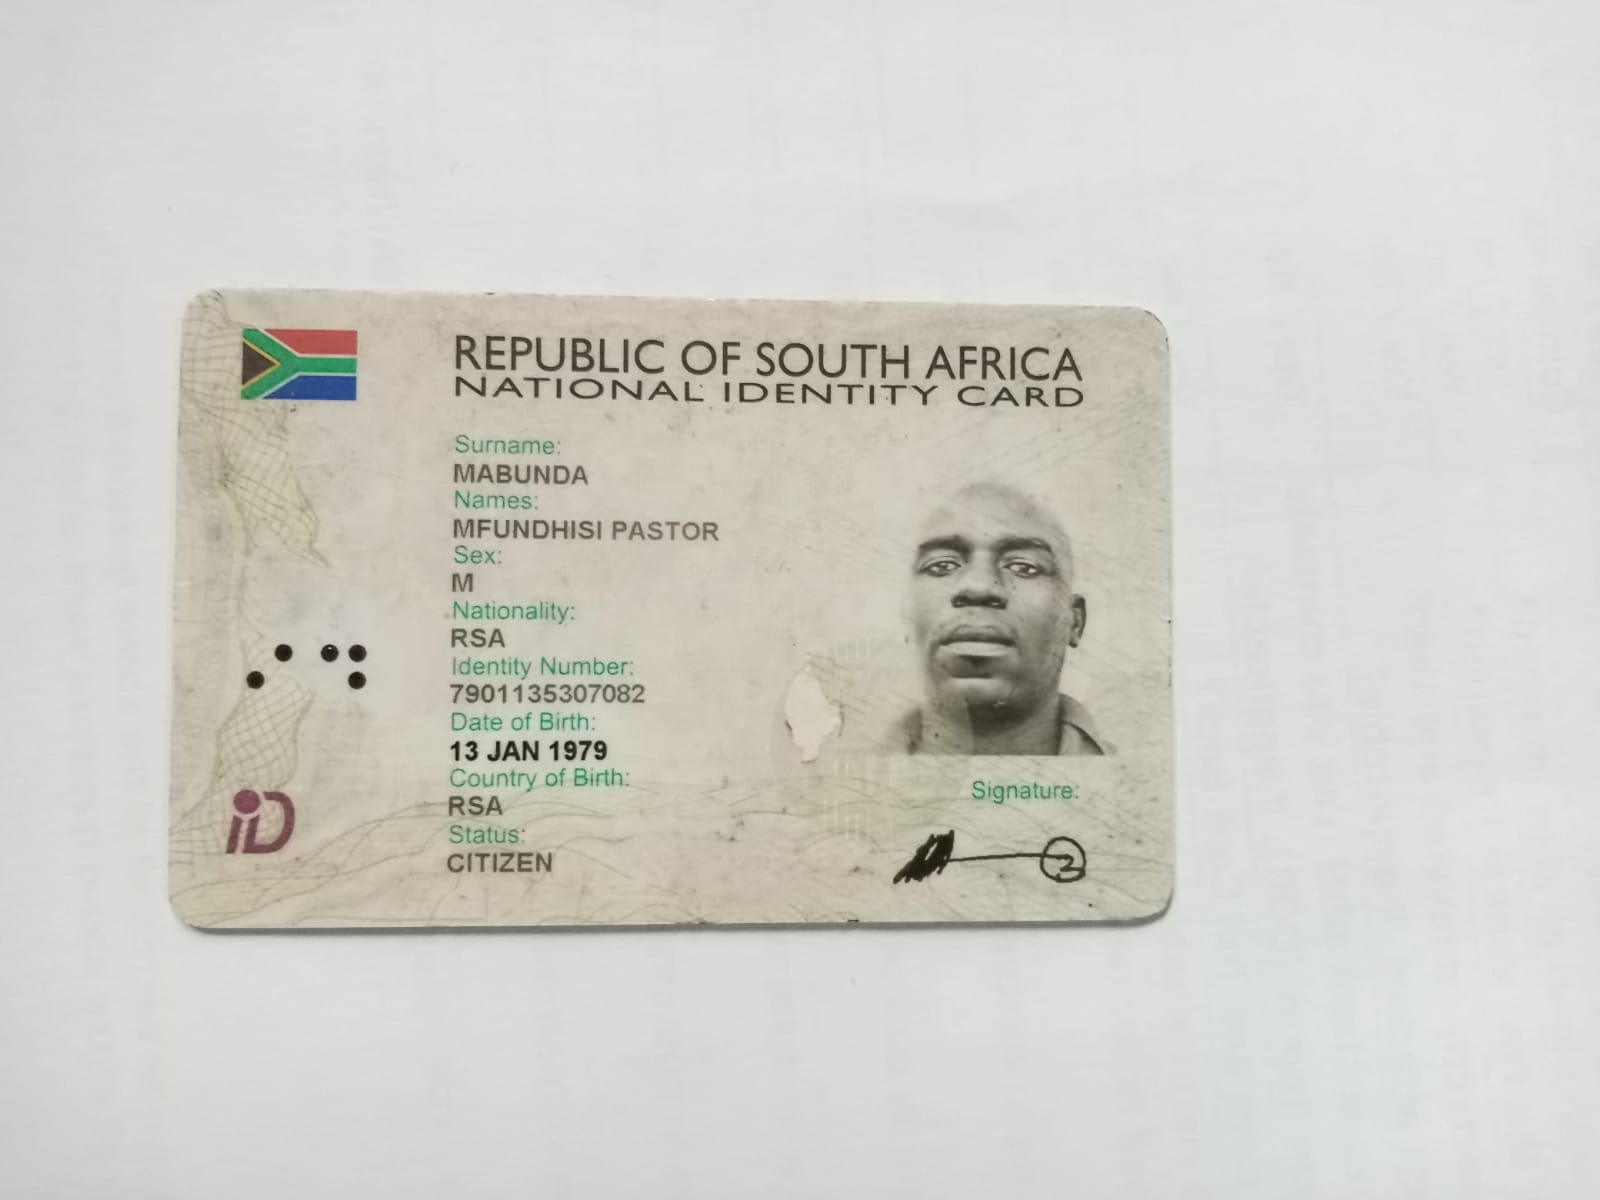 REPUBLIC OF SOUTH AFRICA
NATIONAL IDENTITY CARD
Surname:
MABUNDA
Names:
MFUNDHISI PASTOR
Sex:
M
Nationality:
RSA
Identity Number:
7901135307082
Date of Birth:
13 JAN 1979
Country of Birth:
RSA
Status:
CITIZEN
iD
Signature: